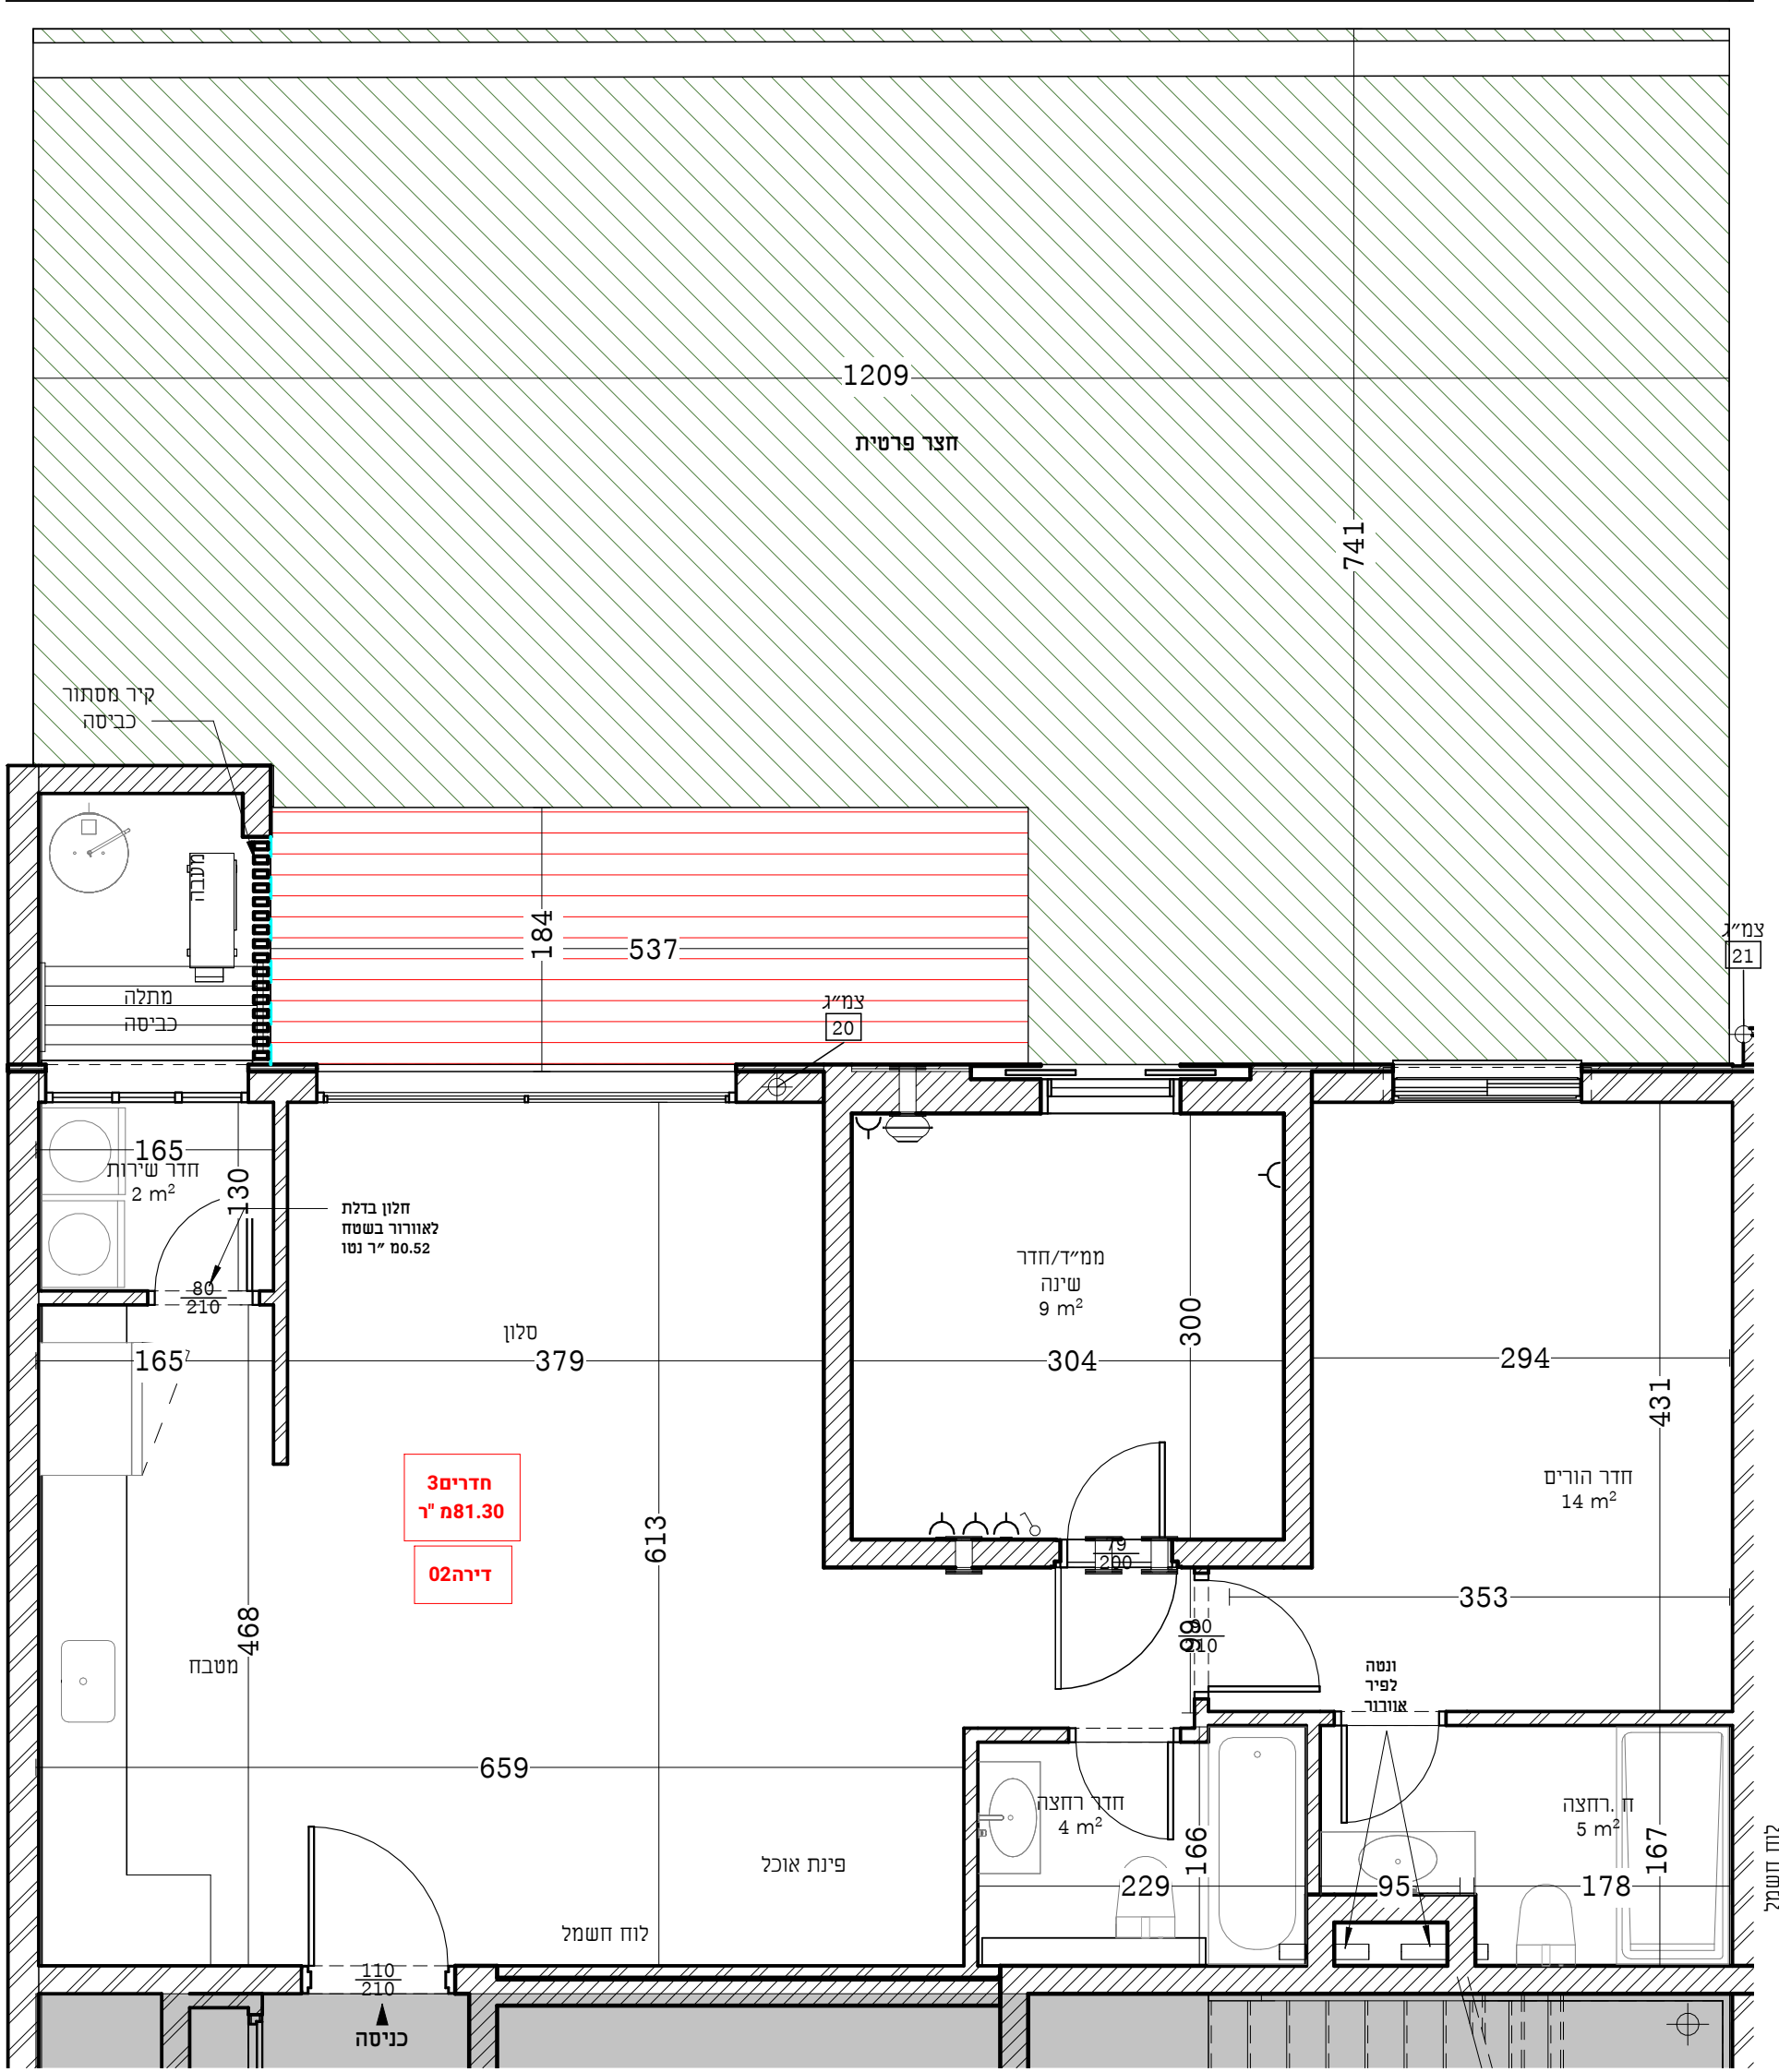 1209
חצר פרטית
741
קיר מסתור
כביסה
מעבה
184
537
מתלה
כביסה
צמ״ג
20
צמ״ג
21
165
חדר שירות
2 m²
130
חלון בדלת
לאוורור בשטח
0.52מ ״ר נטו
80
210
ממ״ד/חדר
שינה
9 m²
300
סלון
165
379
304
294
431
חדר הורים
14 m²
3חדרים
81.30מ "ר
דירה02
613
79
200
468
מטבח
353
80
210
ונטה
לפיר
אוורור
659
חדר רחצה
4 m²
166
ח .רחצה
5 m²
167
לוח חשמל
פינת אוכל
229
95
178
לוח חשמל
110
210
כניסה